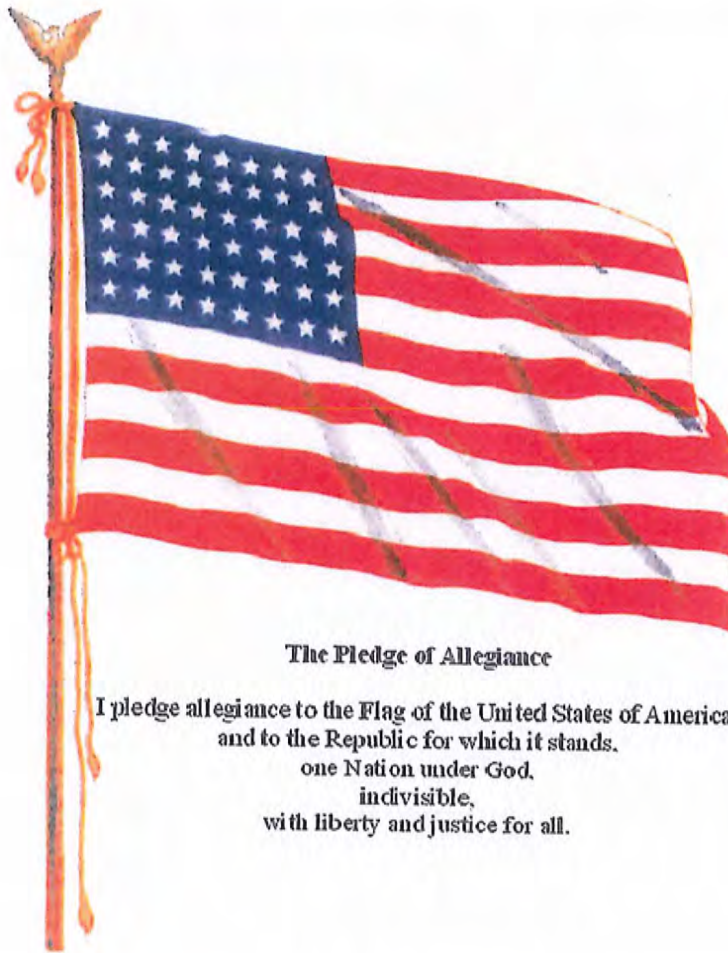 The Pledge of Allegiance
I pledge allegiance to the Flag of the United States of America
and to the Republic for which it stands.
one Nation under God,
indivisible,
with liberty and justice for all.